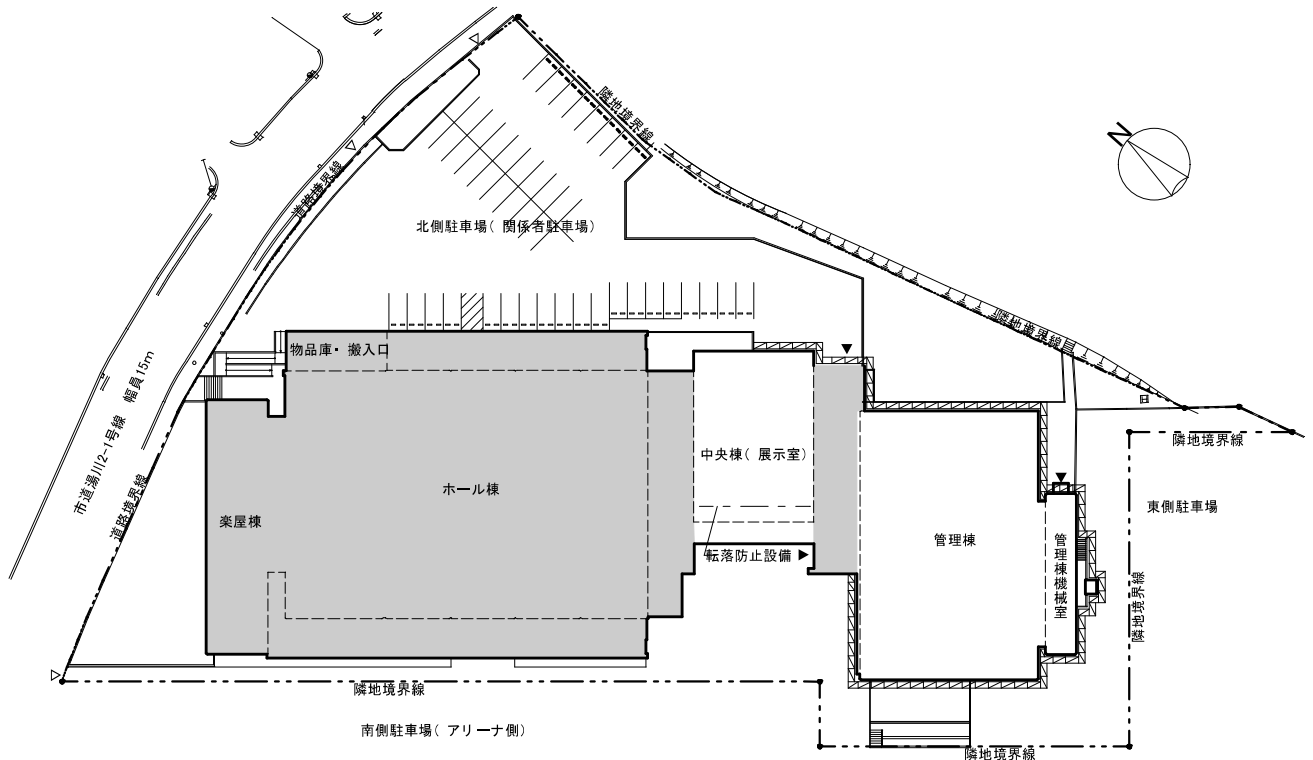 隣地境界線
N
道路境界線
北側駐車場( 関係者駐車場)
隣地境界線
物品庫・搬入口
市道湯川2-1号線 幅員15m
道路境界線
隣地境界線
中央棟( 展示室)
ホール棟
楽屋棟
東側駐車場
管理棟
管理棟機械室
転落防止設備
隣地境界線
隣地境界線
南側駐車場( アリーナ側)
隣地境界線